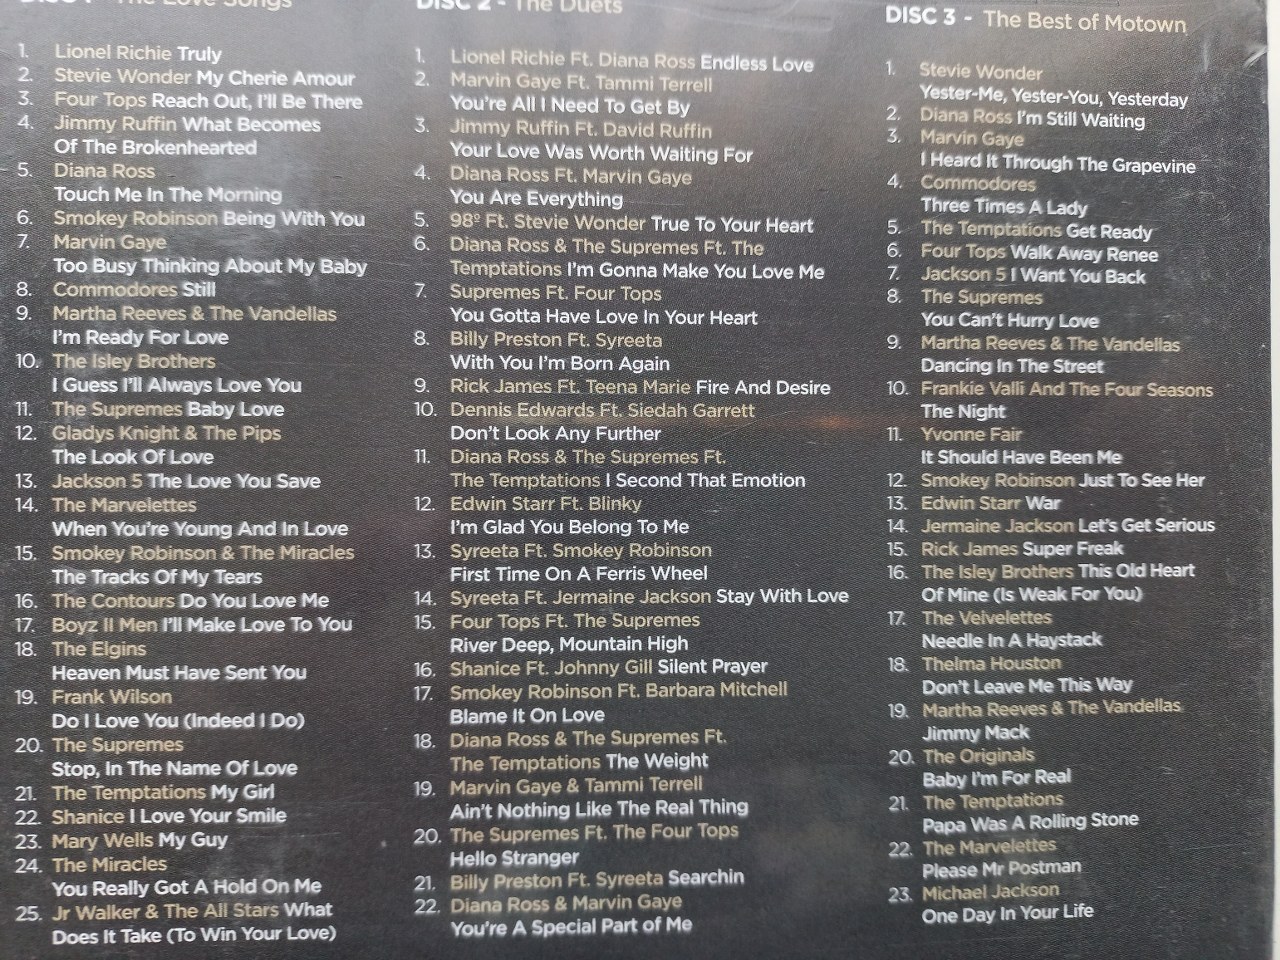 DISC 1 - The Love Songs
1. Lionel Richie Truly
2. Stevie Wonder My Cherie Amour
3. Four Tops Reach Out, I'll Be There
4. Jimmy Ruffin What Becomes
Of The Brokenhearted
5. Diana Ross
Touch Me In The Morning
6. Smokey Robinson Being With You
7. Marvin Gaye
Too Busy Thinking About My Baby
8. Commodores Still
9. Martha Reeves & The Vandellas
I'm Ready For Love
10. The Isley Brothers
I Guess I'll Always Love You
11. The Supremes Baby Love
12. Gladys Knight & The Pips
The Look Of Love
13. Jackson 5 The Love You Save
14. The Marvelettes
When You're Young And In Love
15. Smokey Robinson & The Miracles
The Tracks Of My Tears
16. The Contours Do You Love Me
17. Boyz II Men I'll Make Love To You
18. The Elgins
Heaven Must Have Sent You
19. Frank Wilson
Do I Love You (Indeed I Do)
20. The Supremes
Stop, In The Name Of Love
21. The Temptations My Girl
22. Shanice I Love Your Smile
23. Mary Wells My Guy
24. The Miracles
You Really Got A Hold On Me
25. Jr Walker & The All Stars What
Does It Take (To Win Your Love)
DISC 2 - The Duets
1. Lionel Richie Ft. Diana Ross Endless Love
2. Marvin Gaye Ft. Tammi Terrell
You're All I Need To Get By
3. Jimmy Ruffin Ft. David Ruffin
Your Love Was Worth Waiting For
4. Diana Ross Ft. Marvin Gaye
You Are Everything
5. 98º Ft. Stevie Wonder True To Your Heart
6. Diana Ross & The Supremes Ft. The
Temptations I'm Gonna Make You Love Me
7. Supremes Ft. Four Tops
You Gotta Have Love In Your Heart
8. Billy Preston Ft. Syreeta
With You I'm Born Again
9. Rick James Ft. Teena Marie Fire And Desire
10. Dennis Edwards Ft. Siedah Garrett
Don't Look Any Further
11. Diana Ross & The Supremes Ft.
The Temptations I Second That Emotion
12. Edwin Starr Ft. Blinky
I'm Glad You Belong To Me
13. Syreeta Ft. Smokey Robinson
First Time On A Ferris Wheel
14. Syreeta Ft. Jermaine Jackson Stay With Love
15. Four Tops Ft. The Supremes
River Deep, Mountain High
16. Shanice Ft. Johnny Gill Silent Prayer
17. Smokey Robinson Ft. Barbara Mitchell
Blame It On Love
18. Diana Ross & The Supremes Ft.
The Temptations The Weight
19. Marvin Gaye & Tammi Terrell
Ain't Nothing Like The Real Thing
20. The Supremes Ft. The Four Tops
Hello Stranger
21. Billy Preston Ft. Syreeta Searchin
22. Diana Ross & Marvin Gaye
You're A Special Part of Me
DISC 3 - The Best of Motown
1. Stevie Wonder
Yester-Me, Yester-You, Yesterday
2. Diana Ross I'm Still Waiting
3. Marvin Gaye
I Heard It Through The Grapevine
4. Commodores
Three Times A Lady
5. The Temptations Get Ready
6. Four Tops Walk Away Renee
7. Jackson 5 I Want You Back
8. The Supremes
You Can't Hurry Love
9. Martha Reeves & The Vandellas
Dancing In The Street
10. Frankie Valli And The Four Seasons
The Night
11. Yvonne Fair
It Should Have Been Me
12. Smokey Robinson Just To See Her
13. Edwin Starr War
14. Jermaine Jackson Let's Get Serious
15. Rick James Super Freak
16. The Isley Brothers This Old Heart
Of Mine (Is Weak For You)
17. The Velvelettes
Needle In A Haystack
18. Thelma Houston
Don't Leave Me This Way
19. Martha Reeves & The Vandellas
Jimmy Mack
20. The Originals
Baby I'm For Real
21. The Temptations
Papa Was A Rolling Stone
22. The Marvelettes
Please Mr Postman
23. Michael Jackson
One Day In Your Life